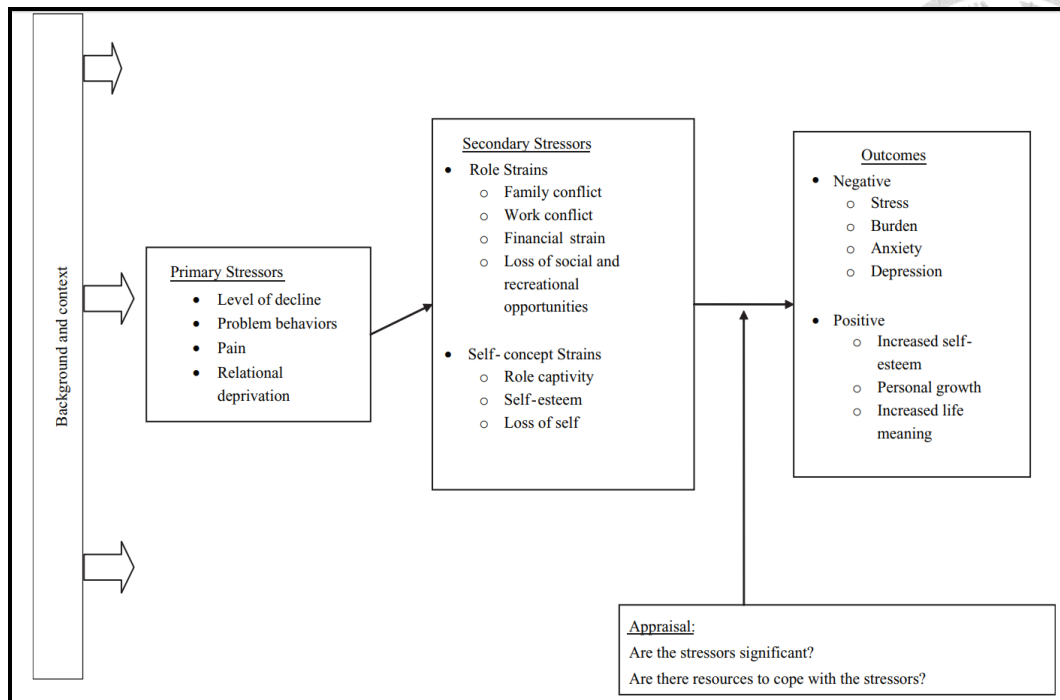 Background and context
Primary Stressors
• Level of decline
• Problem behaviors
• Pain
• Relational
deprivation
Secondary Stressors
• Role Strains
o Family conflict
o Work conflict
o Financial strain
o Loss of social and
recreational
opportunities
• Self-concept Strains
o Role captivity
o Self-esteem
o Loss of self
Outcomes
• Negative
o Stress
o Burden
o Anxiety
o Depression
• Positive
o Increased self-
esteem
o Personal growth
o Increased life
meaning
Appraisal:
Are the stressors significant?
Are there resources to cope with the stressors?